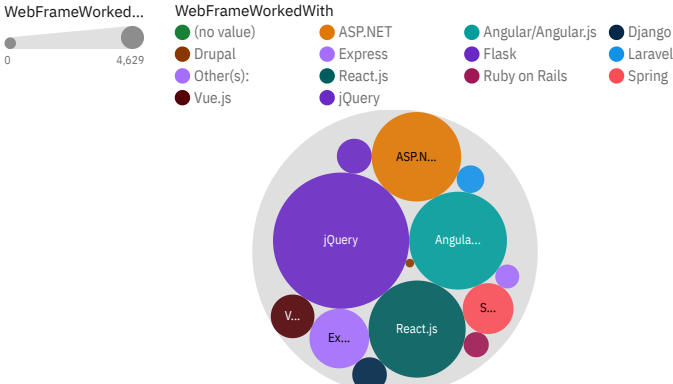 WebFrameWorked...
0
4,629
WebFrameWorkedWith
(no value)
ASP.NET
Angular/Angular.js
Django
Drupal
Express
Flask
Laravel
Other(s):
React.js
Ruby on Rails
Spring
Vue.js
jQuery
ASP.N...
jQuery
Angula...
S...
V...
Ex...
React.js